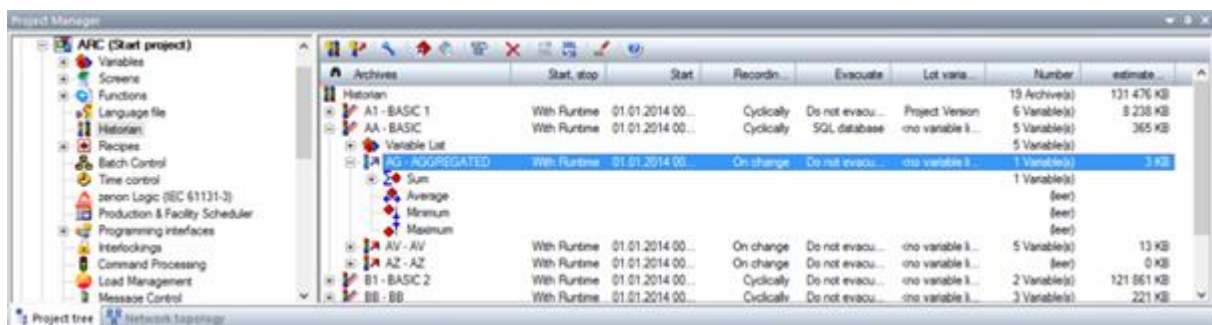 Project Manager
ARC (Start project)
Variables
Screens
Functions
Language file
Historian
Recipes
Batch Control
Time control
zenon Logic (IEC 61131-3)
Production & Facility Scheduler
Programming interfaces
Interlockings
Command Processing
Load Management
Message Control
Project tree Network topology
Archives Start, stop Start Recordin... Evacuate Lot varia... Number estimate...
Historian 19 Archive(s) 131 476 KB
A1 - BASIC 1 With Runtime 01.01.2014 00... Cyclically Do not evacu... Project Version 6 Variable(s) 8 238 KB
AA - BASIC With Runtime 01.01.2014 00... Cyclically SQL database <no variable li... 5 Variable(s) 365 KB
Variable List 5 Variable(s)
AG - AGGREGATED With Runtime 01.01.2014 00... On change Do not evacu... <no variable li... 1 Variable(s) 3 KB
Sum 1 Variable(s)
Average (leer)
Minimum (leer)
Maximum (leer)
AV - AV With Runtime 01.01.2014 00... On change Do not evacu... <no variable li... 5 Variable(s) 13 KB
AZ - AZ With Runtime 01.01.2014 00... On change Do not evacu... <no variable li... (leer) 0 KB
B1 - BASIC 2 With Runtime 01.01.2014 00... Cyclically Do not evacu... <no variable li... 2 Variable(s) 121 861 KB
BB - BB With Runtime 01.01.2014 00... Cyclically Do not evacu... <no variable li... 3 Variable(s) 221 KB